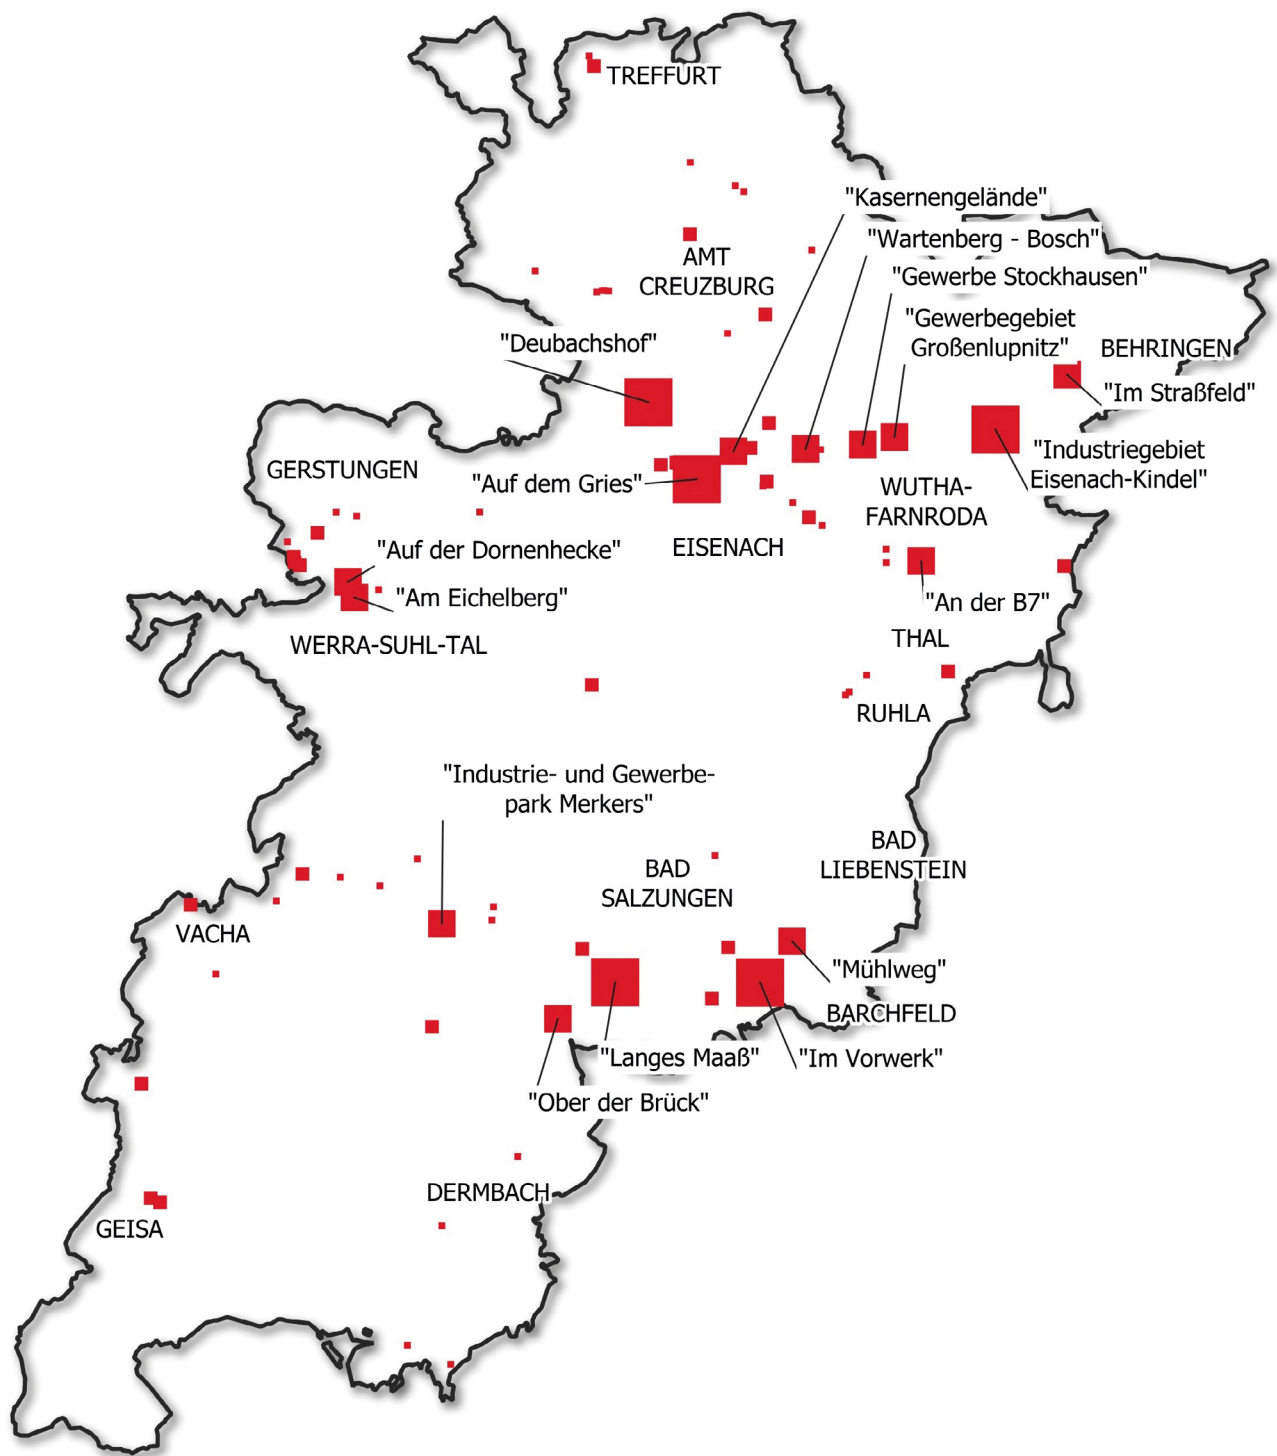 TREFFURT
"Kasernengelände"
"Wartenberg - Bosch"
AMT
CREUZBURG
"Gewerbe Stockhausen"
"Gewerbegebiet
Großenlupnitz"
"Deubachshof"
BEHRINGEN
"Im Straßfeld"
GERSTUNGEN
"Auf dem Gries"
"Industriegebiet
Eisenach-Kindel"
WUTHA-
FARNRODA
EISENACH
"Auf der Dornenhecke"
"Am Eichelberg"
"An der B7"
WERRA-SUHL-TAL
THAL
RUHLA
"Industrie- und Gewerbe-
park Merkers"
BAD
LIEBENSTEIN
BAD
SALZUNGEN
VACHA
"Mühlweg"
BARCHFELD
"Langes Maaß"
"Im Vorwerk"
"Ober der Brück"
DERMBACH
GEISA